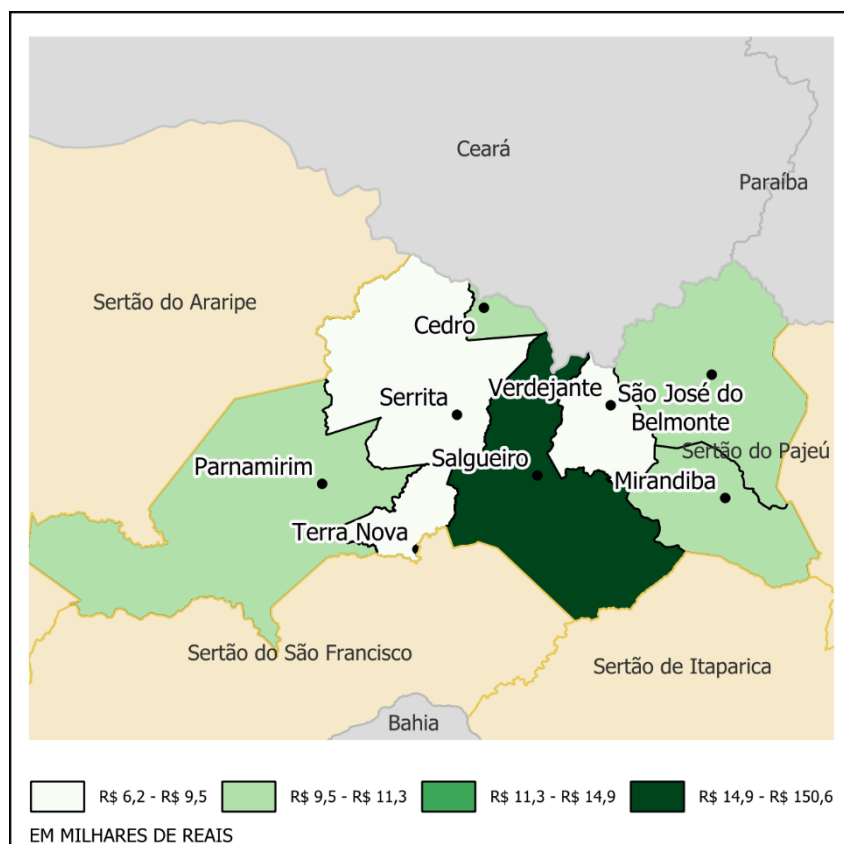 Ceará
Paraíba
Sertão do Araripe
Cedro
Verdejante
São José do
Belmonte
Serrita
Sertão do Pajeú
Salgueiro
Parnamirim
Mirandiba
Terra Nova
Sertão do São Francisco
Sertão de Itaparica
Bahia
R$ 6,2 - R$ 9,5
R$ 9,5 - R$ 11,3
R$ 11,3 - R$ 14,9
R$ 14,9 - R$ 150,6
EM MILHARES DE REAIS